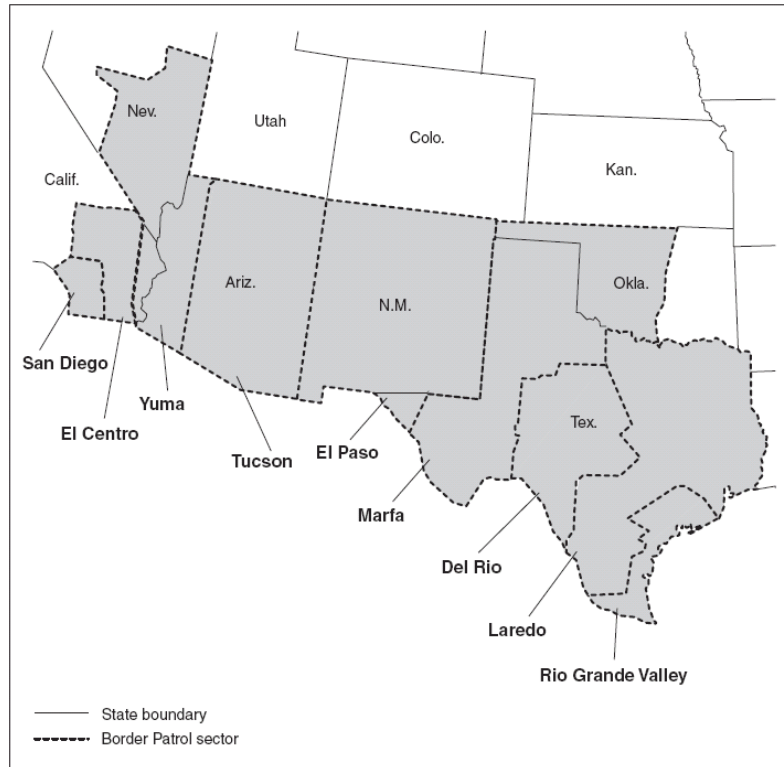 Nev.
Utah
Colo.
Kan.
Calif.
Ariz.
N.M.
Okla.
San Diego
Yuma
El Centro
Tucson
El Paso
Tex.
Marfa
Del Rio
Laredo
Rio Grande Valley
State boundary
Border Patrol sector